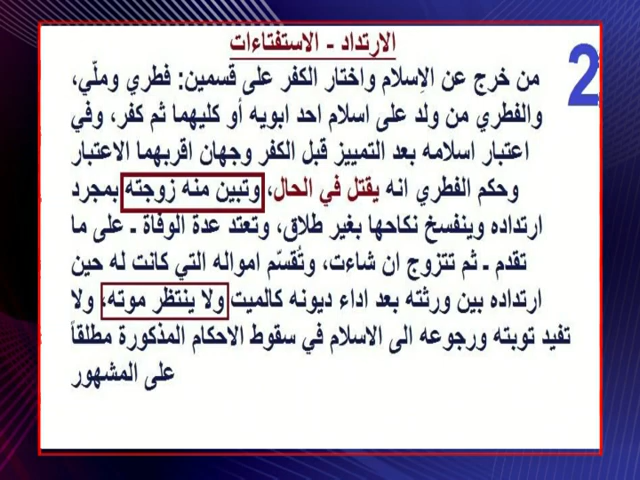 الارتداد - الاستفتاءات
2
من خرج عن الإسلام واختار الكفر على قسمين: فطري وملّي،
والفطري من ولد على اسلام احد ابويه أو كليهما ثم كفر، وفي
اعتبار اسلامه بعد التمييز قبل الكفر وجهان اقربهما الاعتبار
وحكم الفطري انه يقتل في الحال، وتبين منه زوجته بمجرد
ارتداده وينفسخ نكاحها بغير طلاق، وتعتد عدة الوفاة ـ على ما
تقدم ـ ثم تتزوج ان شاءت، وتُقسّم امواله التي كانت له حين
ارتداده بين ورثته بعد اداء ديونه كالميت ولا ينتظر موته، ولا
تفيد توبته ورجوعه الى الاسلام في سقوط الاحكام المذكورة مطلقاً
على المشهور